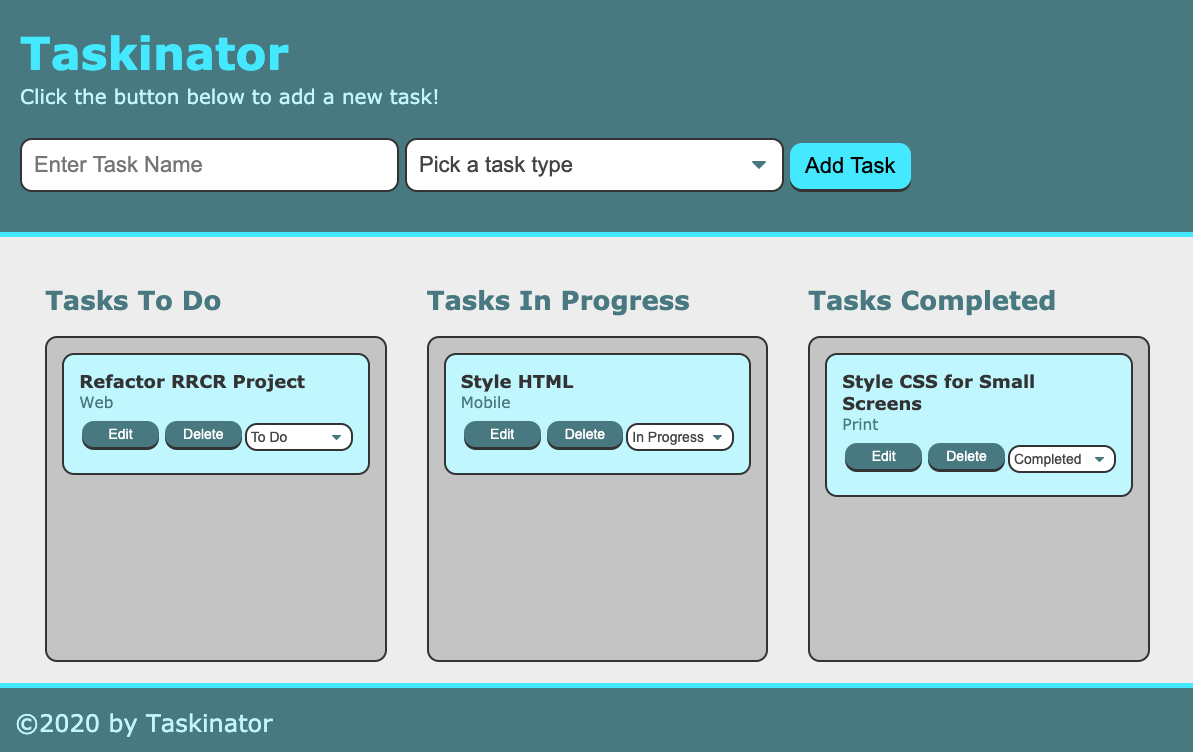 Taskinator
Click the button below to add a new task!
Enter Task Name
Pick a task type
Add Task
Tasks To Do
Refactor RRCR Project
Web
Edit
Delete
To Do
Tasks In Progress
Style HTML
Mobile
Edit
Delete
In Progress
Tasks Completed
Style CSS for Small
Screens
Print
Edit
Delete
Completed
©2020 by Taskinator